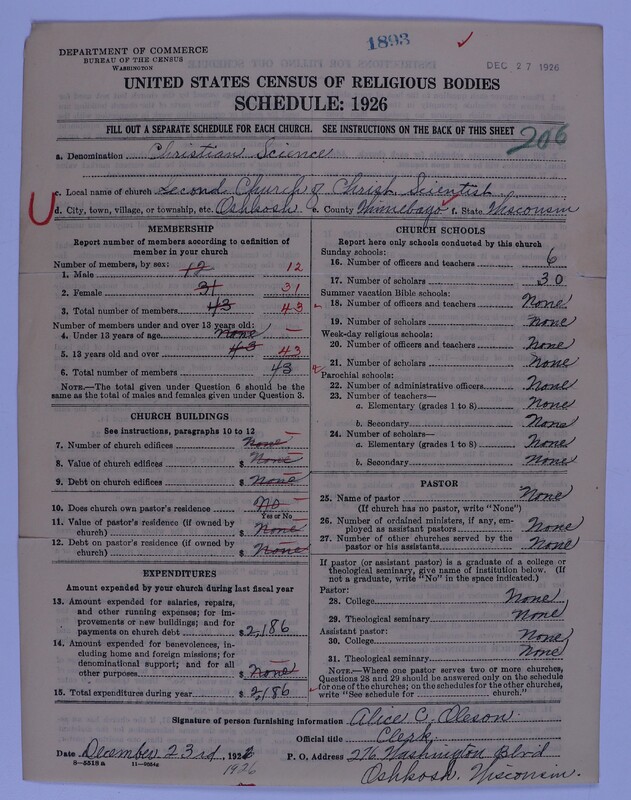 DEPARTMENT OF COMMERCE
BUREAU OF THE CENSUS
WASHINGTON
1893
DEC 27 1926
UNITED STATES CENSUS OF RELIGIOUS BODIES
SCHEDULE: 1926
FILL OUT A SEPARATE SCHEDULE FOR EACH CHURCH. SEE INSTRUCTIONS ON THE BACK OF THIS SHEET
206
a. Denomination Christian Science
c. Local name of church Second Church of Christ Scientist
d. City, town, village, or township, etc. Oshkosh e. County Winnebago f. State Wisconsin
MEMBERSHIP
Report number of members according to definition of
member in your church
Number of members, by sex:
1. Male 12 12
2. Female 31 31
3. Total number of members 43 43
Number of members under and over 13 years old:
4. Under 13 years of age None —
5. 13 years old and over 43 43
6. Total number of members 43
NOTE.—The total given under Question 6 should be
same as the total of males and females given under Question 3.
CHURCH BUILDINGS
See instructions, paragraphs 10 to 12
7. Number of church edifices None
8. Value of church edifices $ None
9. Debt on church edifices $ None
10. Does church own pastor's residence No
Yes or No
11. Value of pastor's residence (if owned by
church) $ None
12. Debt on pastor's residence (if owned by
church) $ None
EXPENDITURES
Amount expended by your church during last fiscal year
13. Amount expended for salaries, repairs,
and other running expenses; for im-
provements or new buildings; and for
payments on church debt $2,186
14. Amount expended for benevolences, in-
cluding home and foreign missions; for
denominational support; and for all
other purposes $ None
15. Total expenditures during year $2,186
CHURCH SCHOOLS
Report here only schools conducted by this church
Sunday schools:
16. Number of officers and teachers 6
17. Number of scholars 30
Summer vacation Bible schools:
18. Number of officers and teachers None
19. Number of scholars None
Week-day religious schools:
20. Number of officers and teachers None
21. Number of scholars None
Parochial schools:
22. Number of administrative officers None
23. Number of teachers—
a. Elementary (grades 1 to 8) None
b. Secondary None
24. Number of scholars—
a. Elementary (grades 1 to 8) None
b. Secondary None
PASTOR
25. Name of pastor None
(If church has no pastor, write "None")
26. Number of ordained ministers, if any, em-
ployed as assistant pastors None
27. Number of other churches served by the
pastor or his assistants None
If pastor (or assistant pastor) is a graduate of a college or
theological seminary, give name of institution below. (If
not a graduate, write "No" in the space indicated.)
Pastor:
28. College None
29. Theological seminary None
Assistant pastor:
30. College None
31. Theological seminary None
NOTE.—Where one pastor serves two or more churches,
Questions 28 and 29 should be answered only on the schedule
for one of the churches; on the schedules for the other churches,
write "See schedule for church."
Signature of person furnishing information Alice C. Oleson
Official title Clerk
Date December 23rd, 1926 P. O. Address 216 Washington Blvd
8—5518a 11—9054a 1926 Oshkosh, Wisconsin.